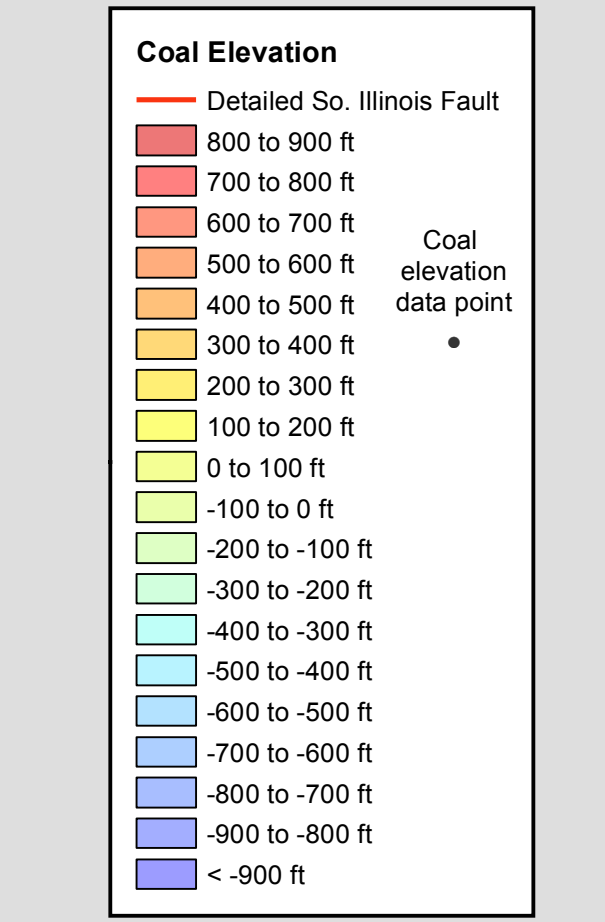 Coal Elevation
Detailed So. Illinois Fault
800 to 900 ft
700 to 800 ft
600 to 700 ft
500 to 600 ft
400 to 500 ft
300 to 400 ft
200 to 300 ft
100 to 200 ft
0 to 100 ft
-100 to 0 ft
-200 to -100 ft
-300 to -200 ft
-400 to -300 ft
-500 to -400 ft
-600 to -500 ft
-700 to -600 ft
-800 to -700 ft
-900 to -800 ft
< -900 ft
Coal
elevation
data point